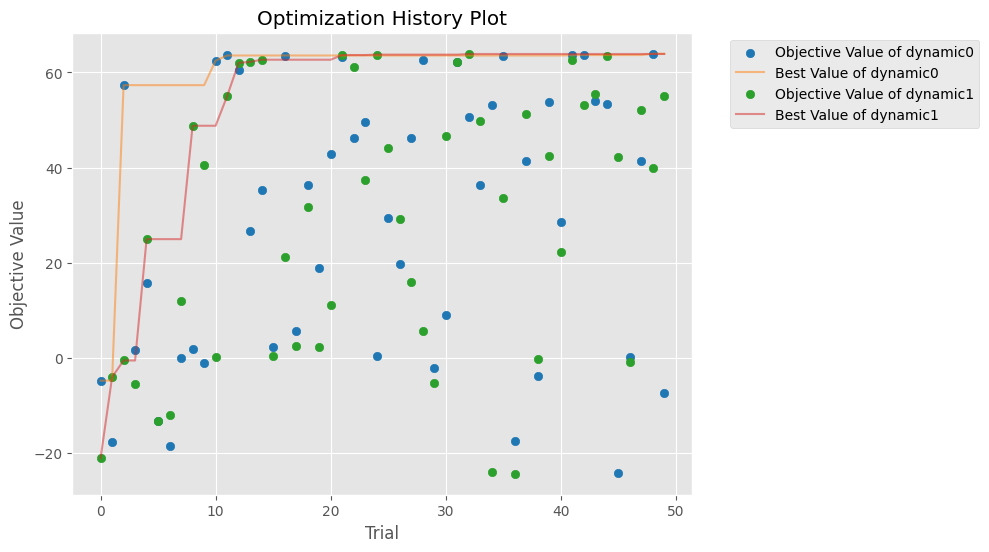 Optimization History Plot
Objective Value
60
40
20
0
−20
0 10 20 30 40 50
Trial
Objective Value of dynamic0
Best Value of dynamic0
Objective Value of dynamic1
Best Value of dynamic1